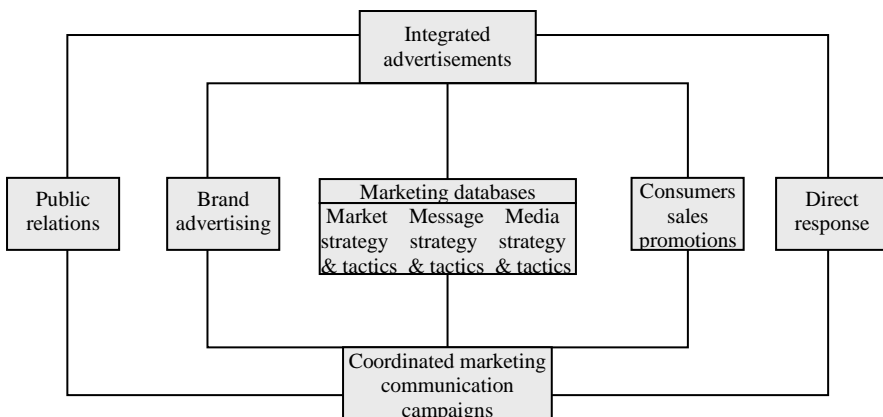 Integrated
advertisements
Public
relations
Brand
advertising
Marketing databases
Market Message Media
strategy strategy strategy
& tactics & tactics & tactics
Consumers
sales
promotions
Direct
response
Coordinated marketing
communication
campaigns